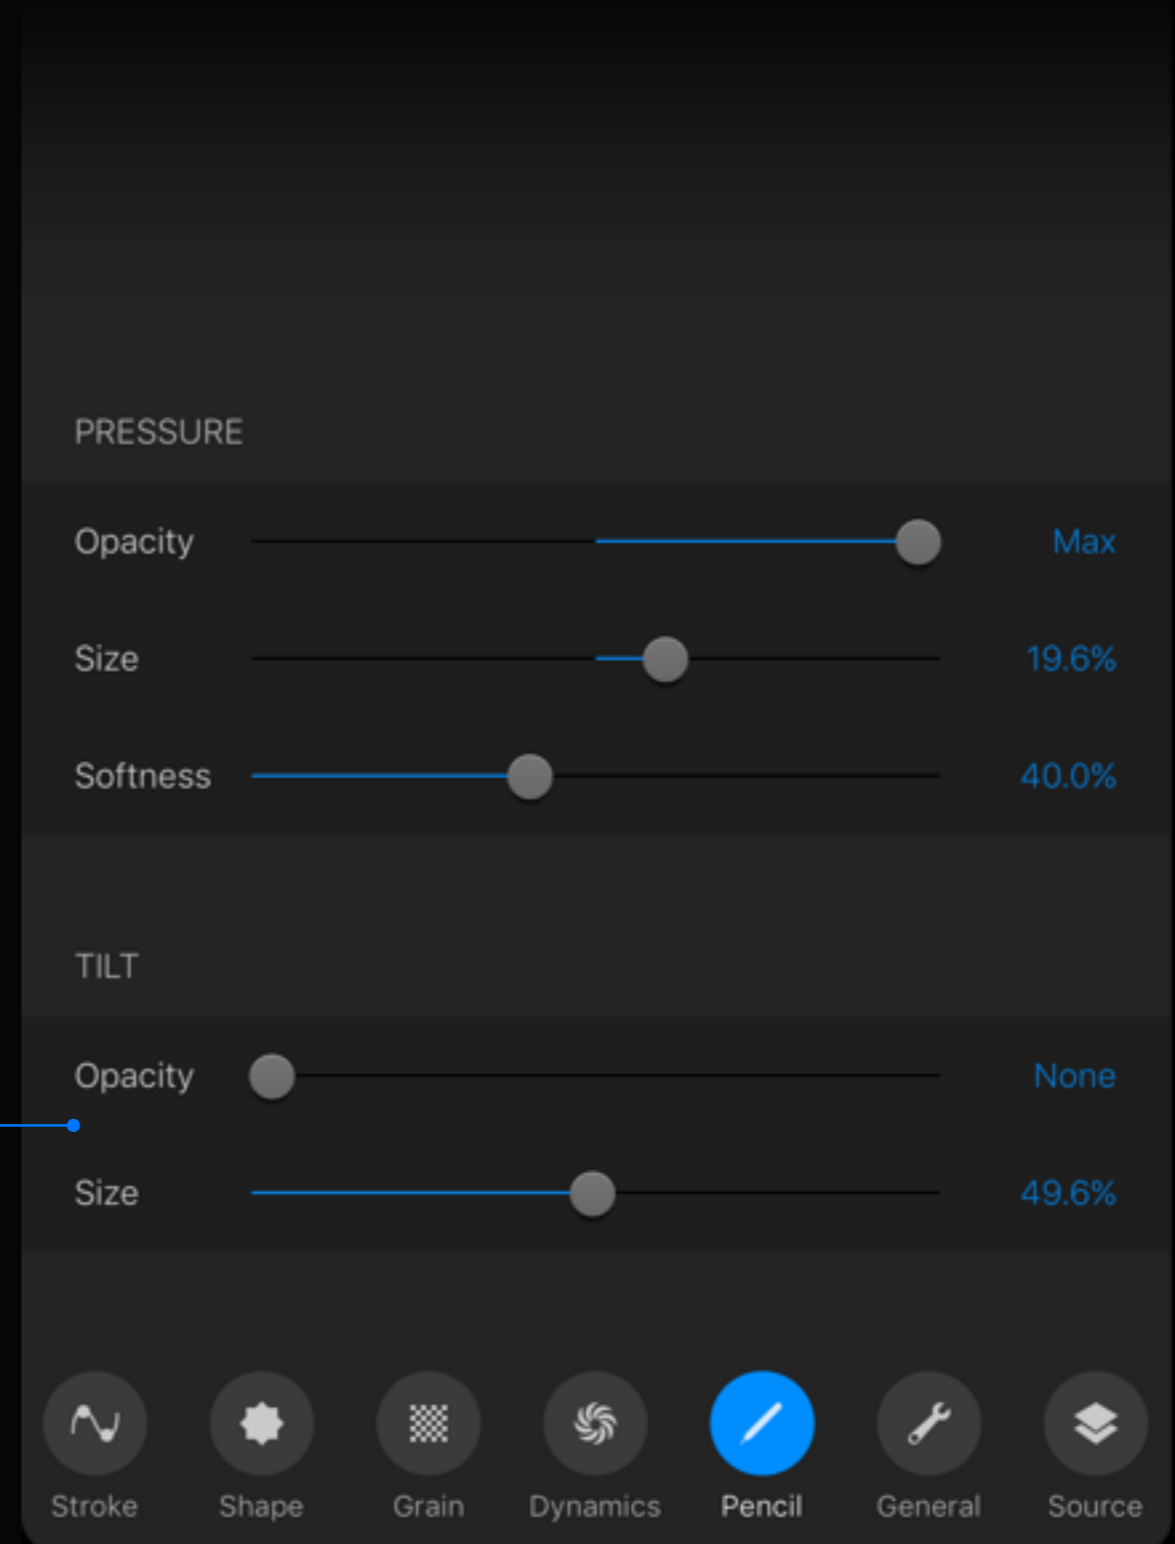 PRESSURE
Opacity Max
Size 19.6%
Softness 40.0%
TILT
Opacity None
Size 49.6%
Stroke Shape Grain Dynamics Pencil General Source